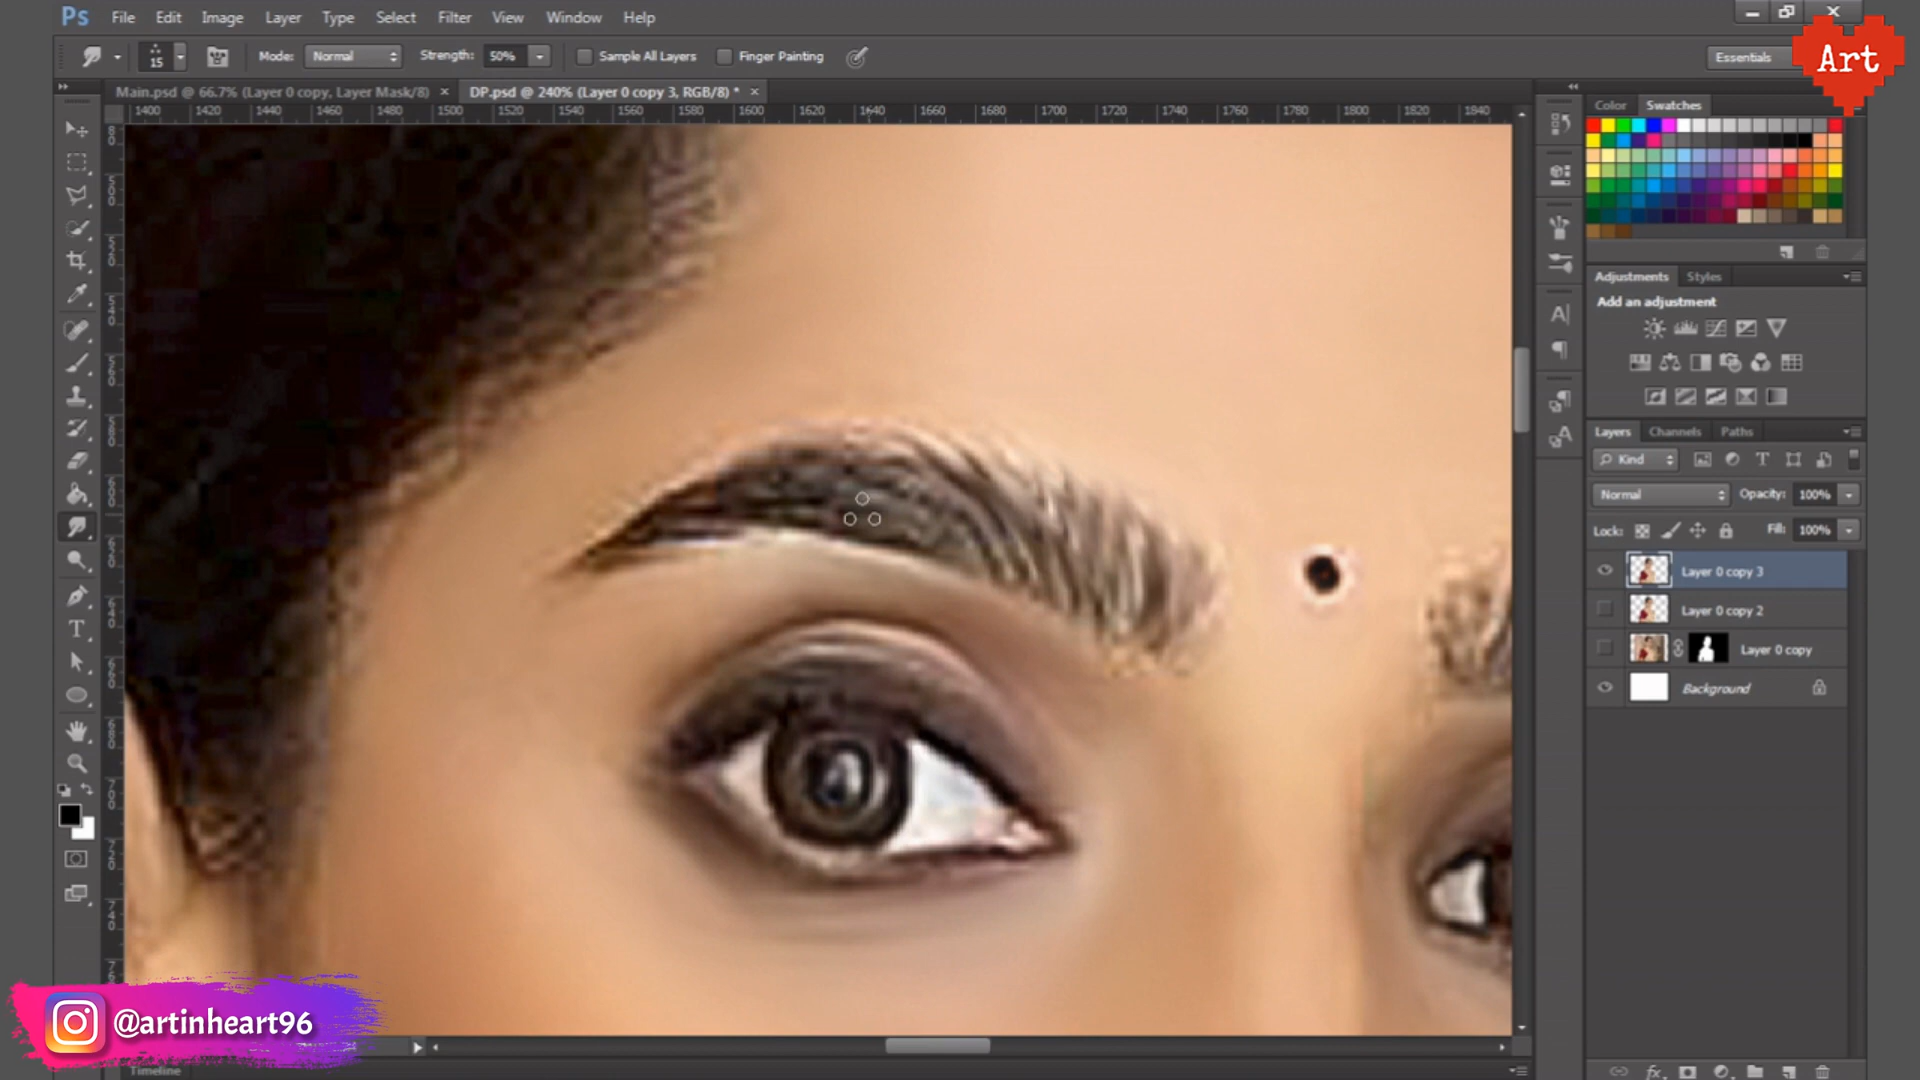 Ps File Edit Image Layer Type Select Filter View Window Help
15 Mode: Normal Strength: 50% Sample All Layers Finger Painting Essentials
Art
Main.psd @ 66.7% (Layer 0 copy, Layer Mask/8) × DP.psd @ 240% (Layer 0 copy 3, RGB/8) * ×
1400 1420 1440 1460 1480 1500 1520 1540 1560 1580 1600 1620 1640 1660 1680 1700 1720 1740 1760 1780 1800 1820 1840
Color Swatches
Adjustments Styles
Add an adjustment
Layers Channels Paths
Kind
Normal Opacity: 100%
Lock: Fill: 100%
Layer 0 copy 3
Layer 0 copy 2
Layer 0 copy
Background
@artinheart96
Timeline